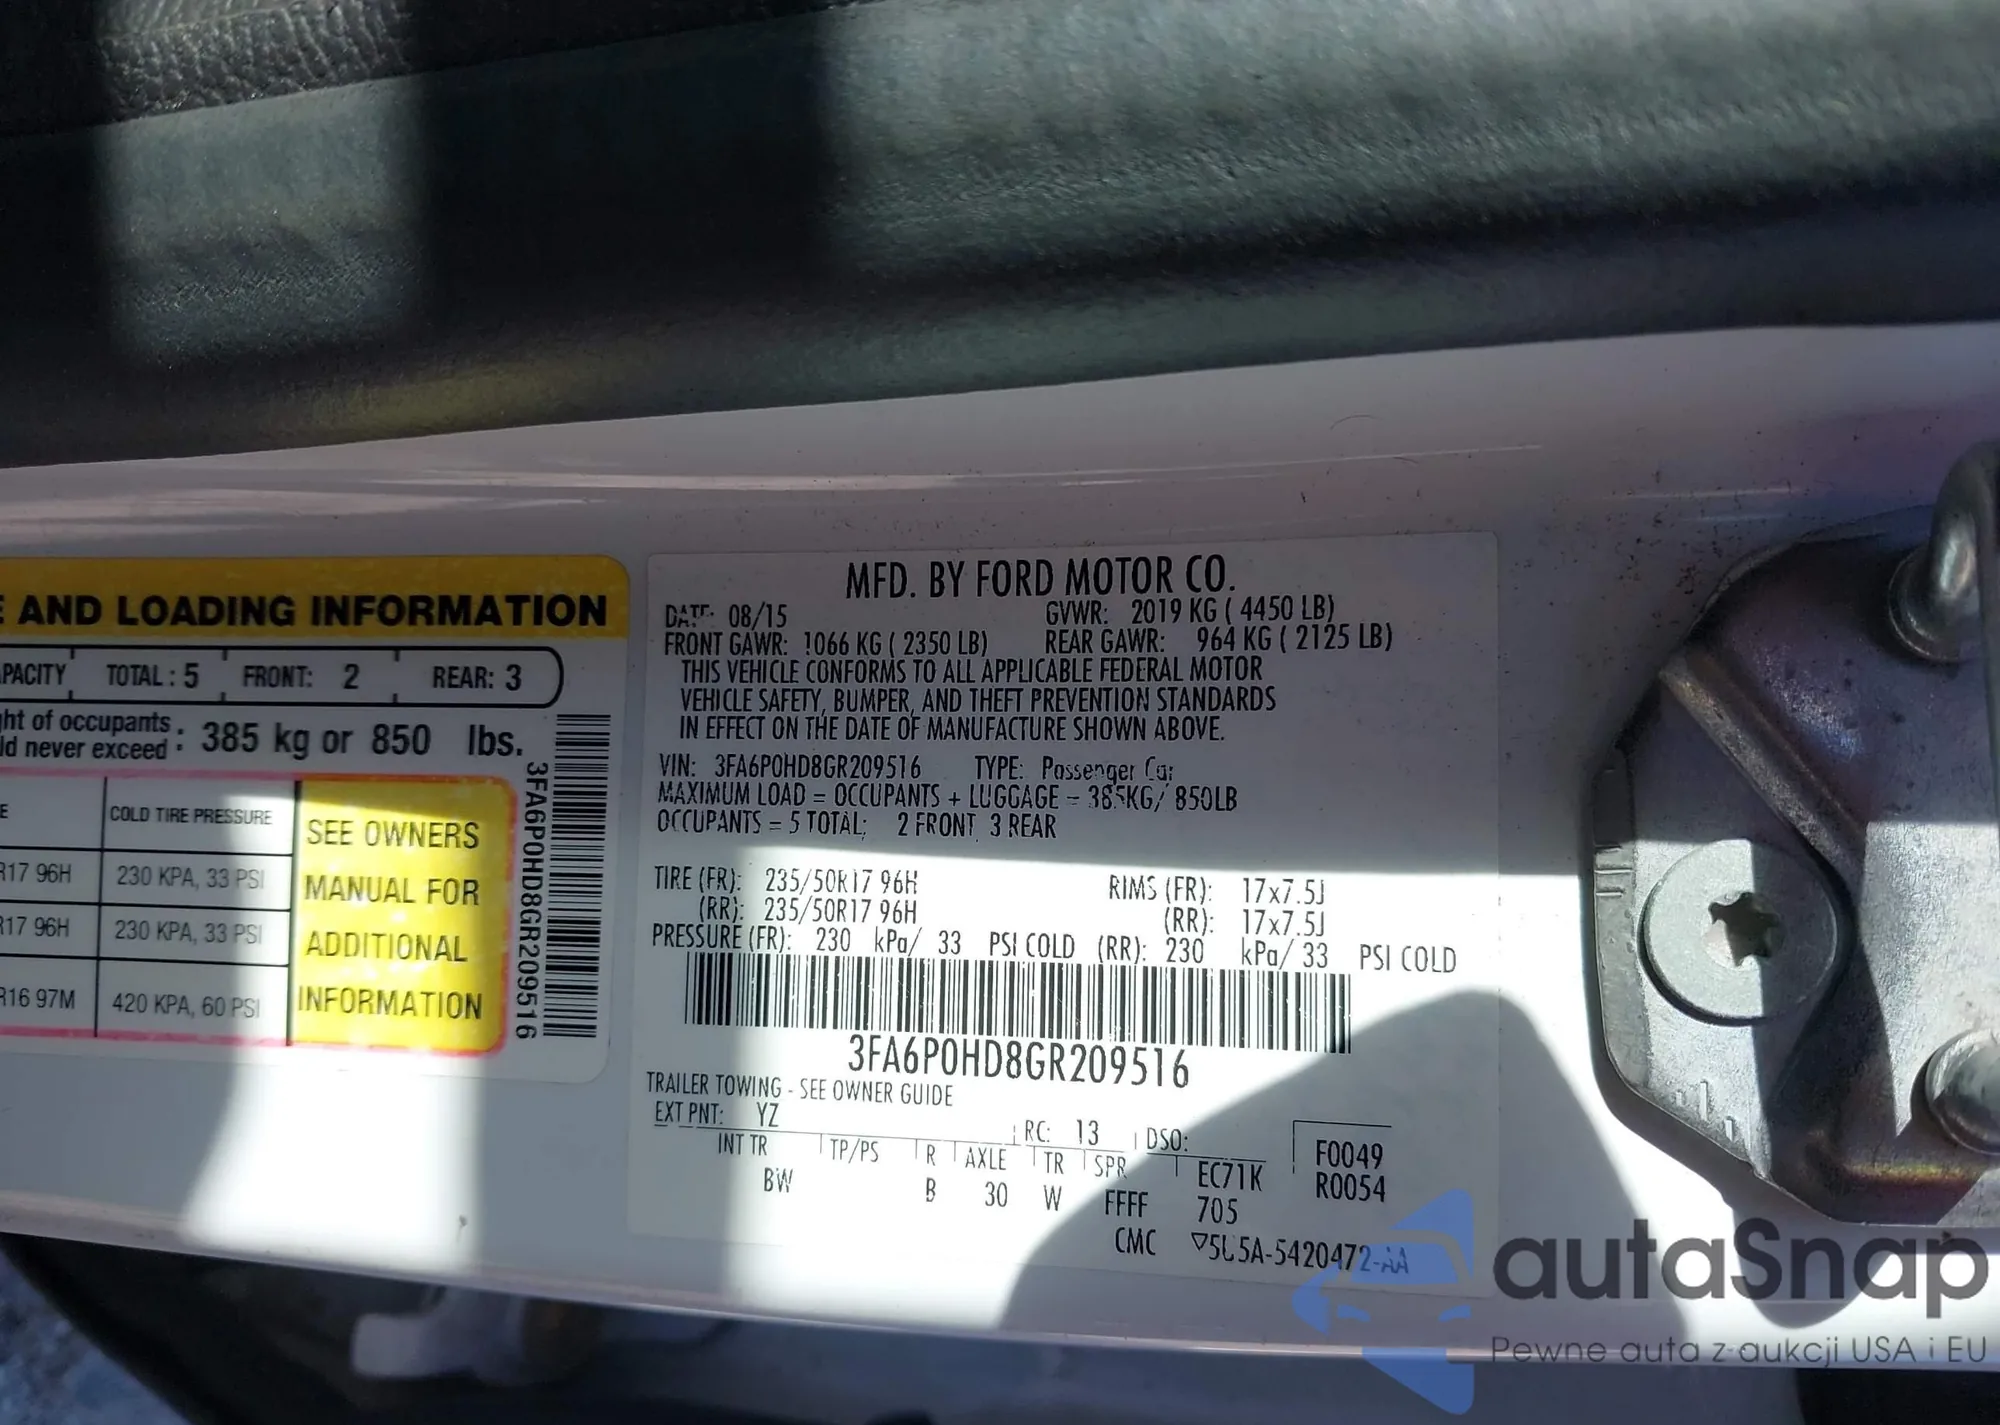 AND LOADING INFORMATION
TOTAL : 5 FRONT: 2 REAR: 3
of occupants : 385 kg or 850 lbs.
never exceed
COLD TIRE PRESSURE
R17 96H 230 KPA, 33 PSI
R17 96H 230 KPA, 33 PSI
R16 97M 420 KPA, 60 PSI
SEE OWNERS
MANUAL FOR
ADDITIONAL
INFORMATION
3FA6P0HD8GR209516
MFD. BY FORD MOTOR CO.
DATE: 08/15 GVWR: 2019 KG ( 4450 LB)
FRONT GAWR: 1066 KG ( 2350 LB) REAR GAWR: 964 KG ( 2125 LB)
THIS VEHICLE CONFORMS TO ALL APPLICABLE FEDERAL MOTOR
VEHICLE SAFETY, BUMPER, AND THEFT PREVENTION STANDARDS
IN EFFECT ON THE DATE OF MANUFACTURE SHOWN ABOVE.
VIN: 3FA6P0HD8GR209516 TYPE: Passenger Car
MAXIMUM LOAD = OCCUPANTS + LUGGAGE = 385KG/ 850LB
OCCUPANTS = 5 TOTAL; 2 FRONT, 3 REAR
TIRE (FR): 235/50R17 96H RIMS (FR): 17x7.5J
(RR): 235/50R17 96H (RR): 17x7.5J
PRESSURE (FR): 230 kPa/ 33 PSI COLD (RR): 230 kPa/ 33 PSI COLD
3FA6P0HD8GR209516
TRAILER TOWING - SEE OWNER GUIDE
EXT PNT: YZ RC: 13 DSO:
INT TR TP/PS R AXLE TR SPR EC71K F0049
BW B 30 W FFFF 705 R0054
CMC ▽5U5A-5420472-AA
autaSnap
Pewne auta z aukcji USA i EU